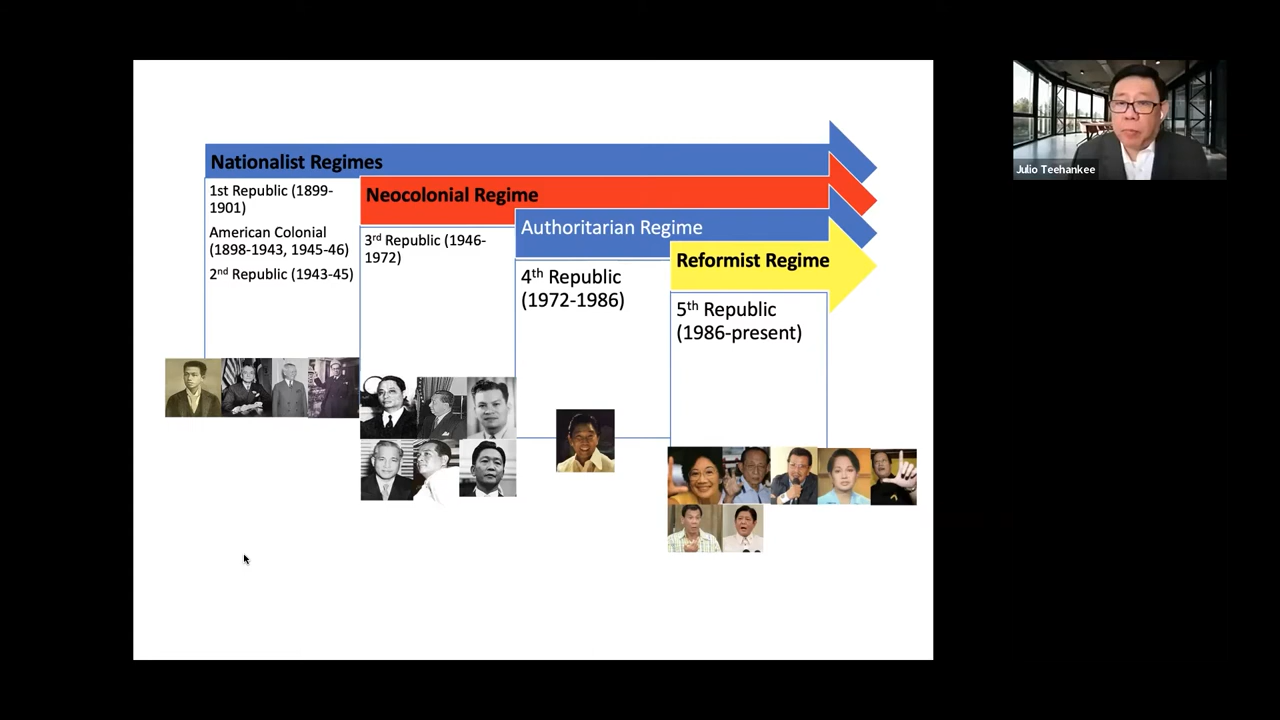 Nationalist Regimes
1st Republic (1899-
1901)
American Colonial
(1898-1943, 1945-46)
2nd Republic (1943-45)
Neocolonial Regime
3rd Republic (1946-
1972)
Authoritarian Regime
4th Republic
(1972-1986)
Reformist Regime
5th Republic
(1986-present)
Julio Teehankee